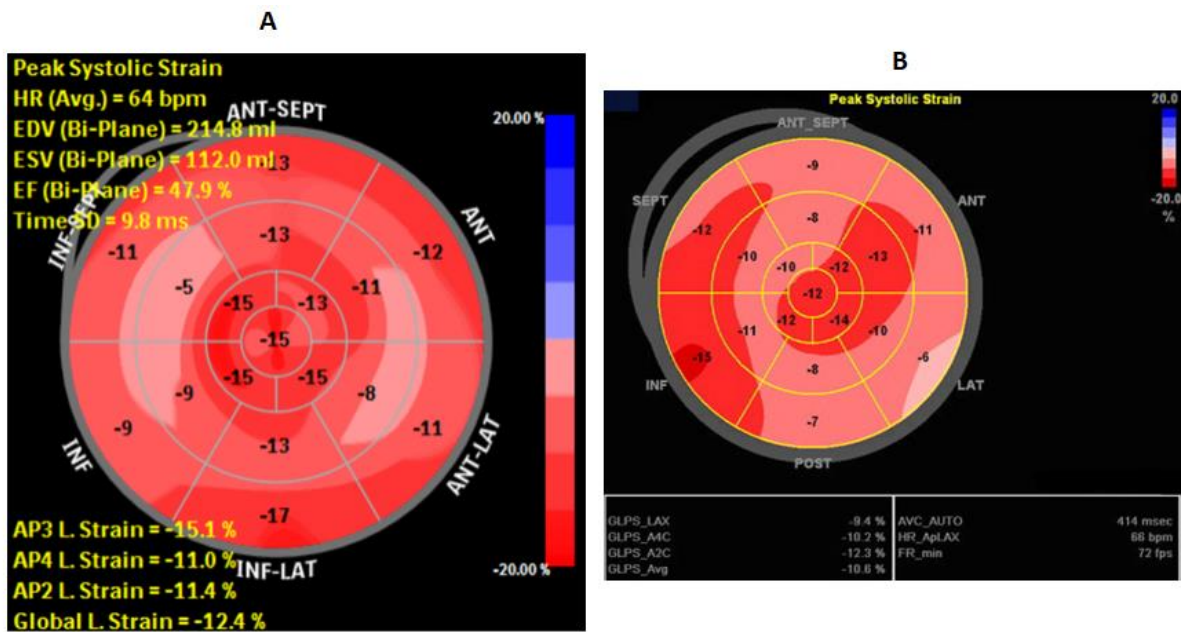 A
Peak Systolic Strain
HR (Avg.) = 64 bpm
EDV (Bi-Plane) = 214.8 ml
ESV (Bi-Plane) = 112.0 ml
EF (Bi-Plane) = 47.9 %
Time SD = 9.8 ms
ANT-SEPT
20.00 %
INF-SEPT
ANT
-13
-11
-12
-13
-5
-11
-15
-13
-15
-15
-15
-9
-8
-9
-11
-13
-17
INF
ANT-LAT
INF-LAT
AP3 L. Strain = -15.1 %
AP4 L. Strain = -11.0 %
AP2 L. Strain = -11.4 %
Global L. Strain = -12.4 %
-20.00 %
B
Peak Systolic Strain
20.0
-20.0
%
ANT_SEPT
SEPT
ANT
-9
-12
-11
-8
-10
-13
-10
-12
-12
-12
-14
-11
-10
-15
-6
-8
-7
INF
LAT
POST
GLPS_LAX -9.4 %
GLPS_A4C -10.2 %
GLPS_A2C -12.3 %
GLPS_Avg -10.6 %
AVC_AUTO 414 msec
HR_ApLAX 66 bpm
FR_min 72 fps